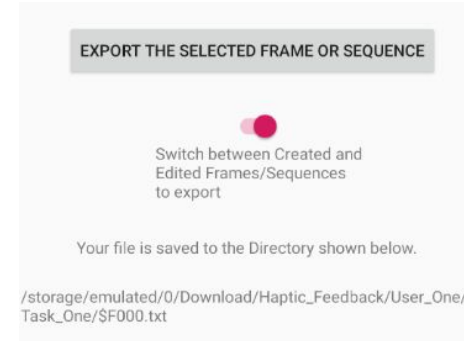 EXPORT THE SELECTED FRAME OR SEQUENCE
Switch between Created and
Edited Frames/Sequences
to export
Your file is saved to the Directory shown below.
/storage/emulated/0/Download/Haptic_Feedback/User_One/
Task_One/$F000.txt